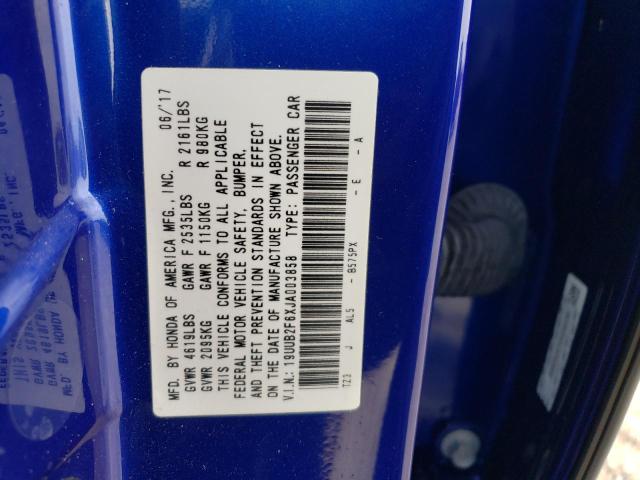 MFD. BY HONDA OF AMERICA MFG., INC. 06/'17
GVWR 4619LBS GAWR F 2535LBS R 2161LBS
GVWR 2095KG GAWR F 1150KG R 980KG
THIS VEHICLE CONFORMS TO ALL APPLICABLE
FEDERAL MOTOR VEHICLE SAFETY, BUMPER,
AND THEFT PREVENTION STANDARDS IN EFFECT
ON THE DATE OF MANUFACTURE SHOWN ABOVE.
V.I.N.: 19UUB2F6XJA003858 TYPE: PASSENGER CAR
TZ3 J AL5 - B575PX - E - A